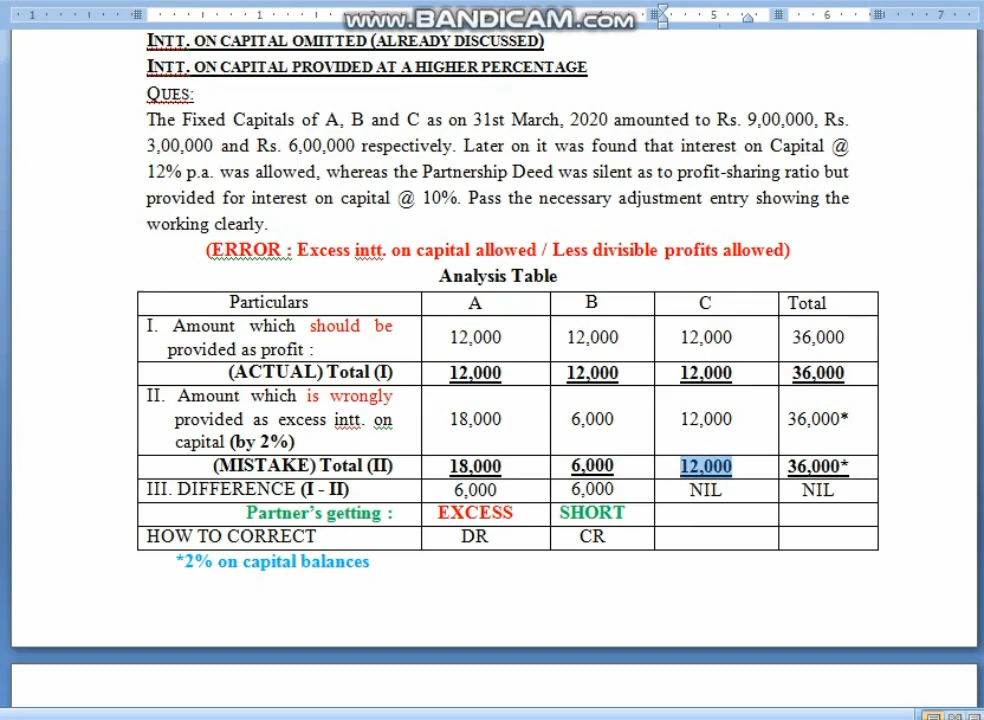 1 1 5 6 7
www.BANDICAM.com
INTT. ON CAPITAL OMITTED (ALREADY DISCUSSED)
INTT. ON CAPITAL PROVIDED AT A HIGHER PERCENTAGE
QUES:
The Fixed Capitals of A, B and C as on 31st March, 2020 amounted to Rs. 9,00,000, Rs.
3,00,000 and Rs. 6,00,000 respectively. Later on it was found that interest on Capital @
12% p.a. was allowed, whereas the Partnership Deed was silent as to profit-sharing ratio but
provided for interest on capital @ 10%. Pass the necessary adjustment entry showing the
working clearly.
(ERROR : Excess intt. on capital allowed / Less divisible profits allowed)
Analysis Table
Particulars A B C Total
I. Amount which should be
provided as profit : 12,000 12,000 12,000 36,000
(ACTUAL) Total (I) 12,000 12,000 12,000 36,000
II. Amount which is wrongly
provided as excess intt. on 18,000 6,000 12,000 36,000*
capital (by 2%)
(MISTAKE) Total (II) 18,000 6,000 12,000 36,000*
III. DIFFERENCE (I - II) 6,000 6,000 NIL NIL
Partner's getting : EXCESS SHORT
HOW TO CORRECT DR CR
*2% on capital balances